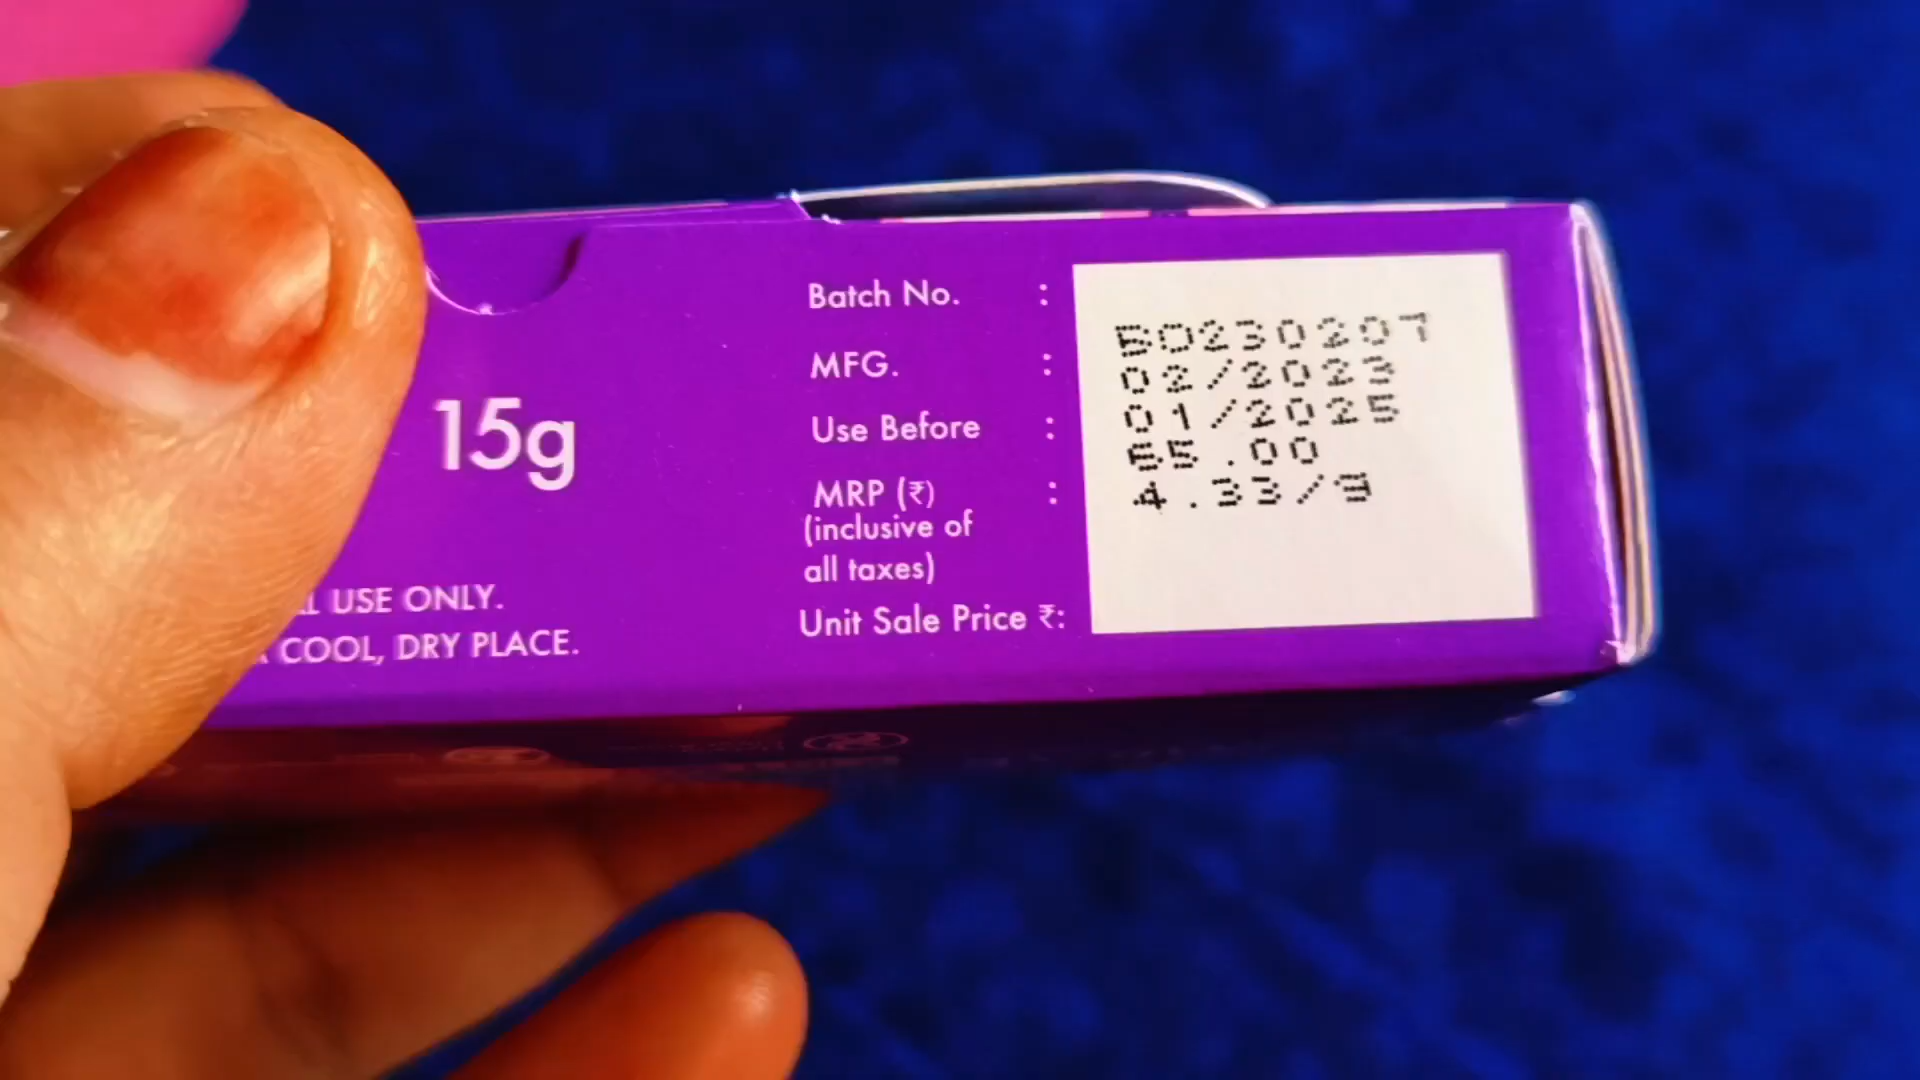 15g
USE ONLY.
COOL, DRY PLACE.
Batch No. :
MFG. :
Use Before :
MRP (₹) :
(inclusive of
all taxes)
Unit Sale Price ₹:
BO230207
02/2023
01/2025
65.00
4.33/g